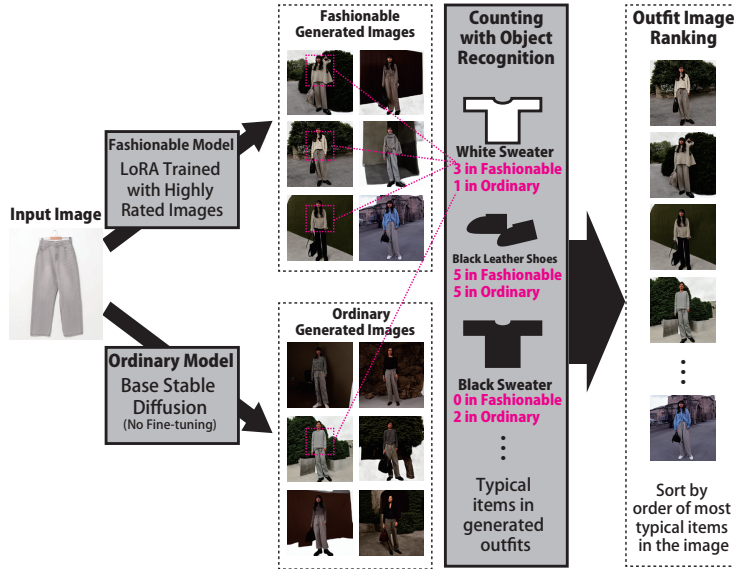 Fashionable
Generated Images
Counting
with Object
Recognition
Outfit Image
Ranking
Fashionable Model
LoRA Trained
with Highly
Rated Images
Input Image
White Sweater
3 in Fashionable
1 in Ordinary
Black Leather Shoes
5 in Fashionable
5 in Ordinary
Ordinary
Generated Images
Ordinary Model
Base Stable
Diffusion
(No Fine-tuning)
Black Sweater
0 in Fashionable
2 in Ordinary
Typical
items in
generated
outfits
Sort by
order of most
typical items
in the image